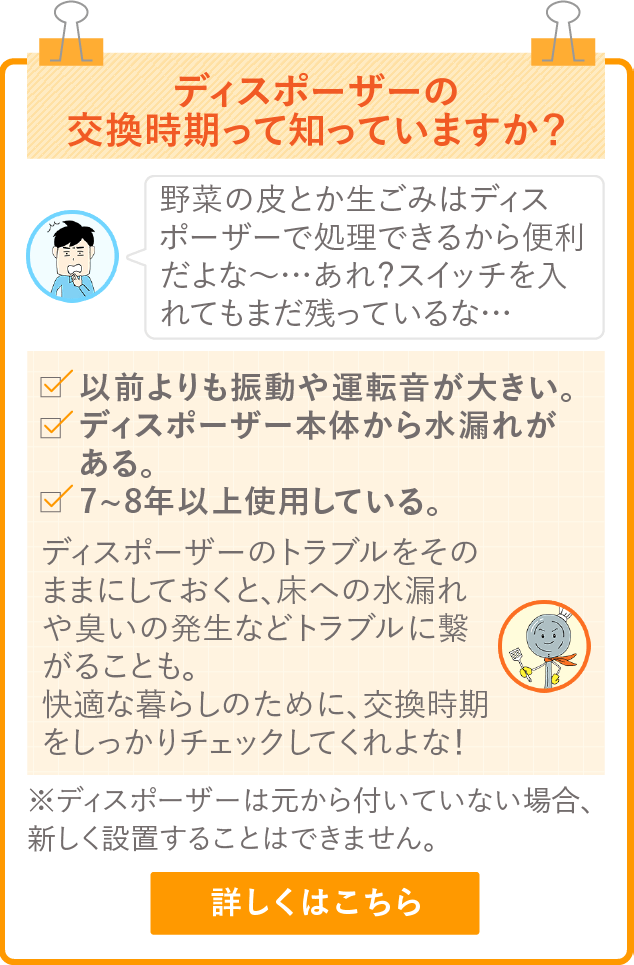 ディスポーザーの
交換時期って知っていますか？
野菜の皮とか生ごみはディス
ポーザーで処理できるから便利
だよな〜…あれ？スイッチを入
れてもまだ残っているな…
以前よりも振動や運転音が大きい。
ディスポーザー本体から水漏れが
ある。
7~8年以上使用している。
ディスポーザーのトラブルをその
ままにしておくと、床への水漏れ
や臭いの発生などトラブルに繋
がることも。
快適な暮らしのために、交換時期
をしっかりチェックしてくれよな！
※ディスポーザーは元から付いていない場合、
新しく設置することはできません。
詳しくはこちら